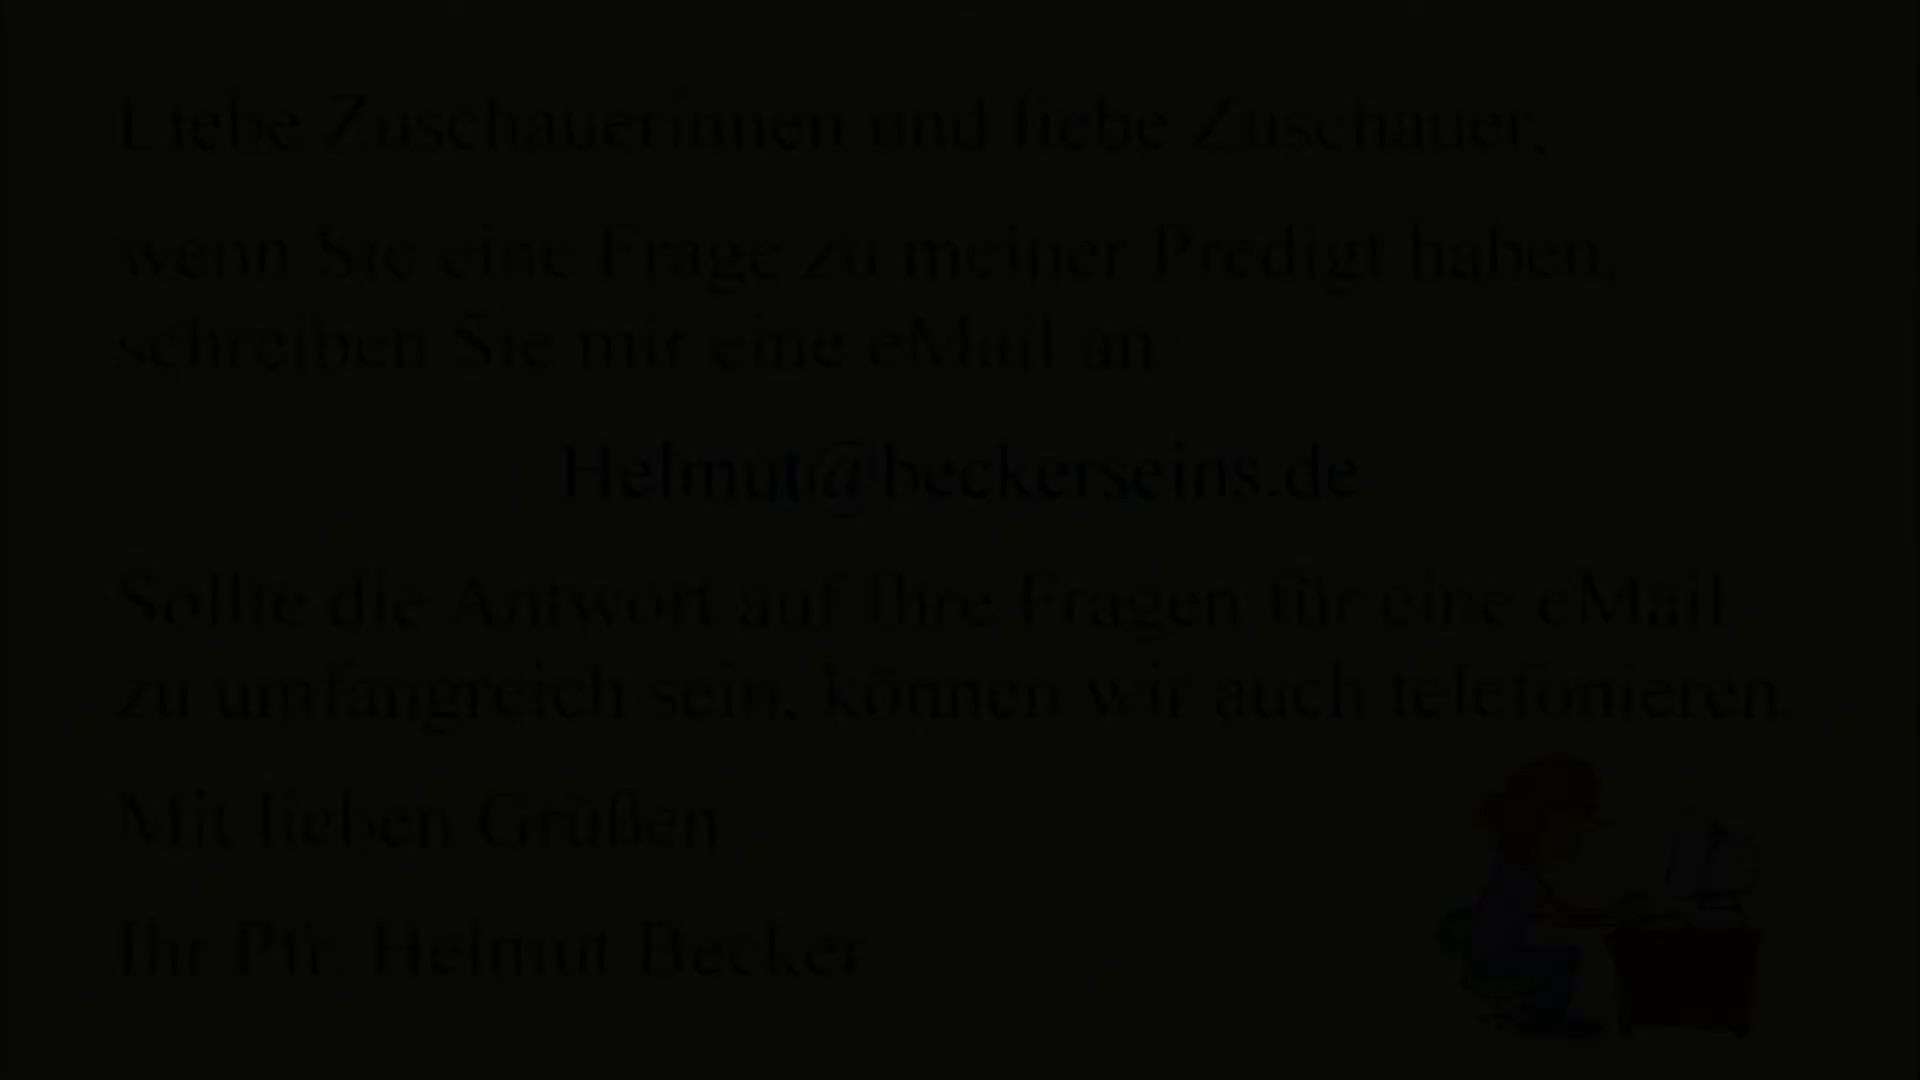 Liebe Zuschauerinnen und liebe Zuschauer,
wenn Sie eine Frage zu meiner Predigt haben,
schreiben Sie mir eine eMail an:
Helmut@beckerseins.de
Sollte die Antwort auf Ihre Fragen für eine eMail
zu umfangreich sein, können wir auch telefonieren.
Mit lieben Grüßen
Ihr Pfr. Helmut Becker